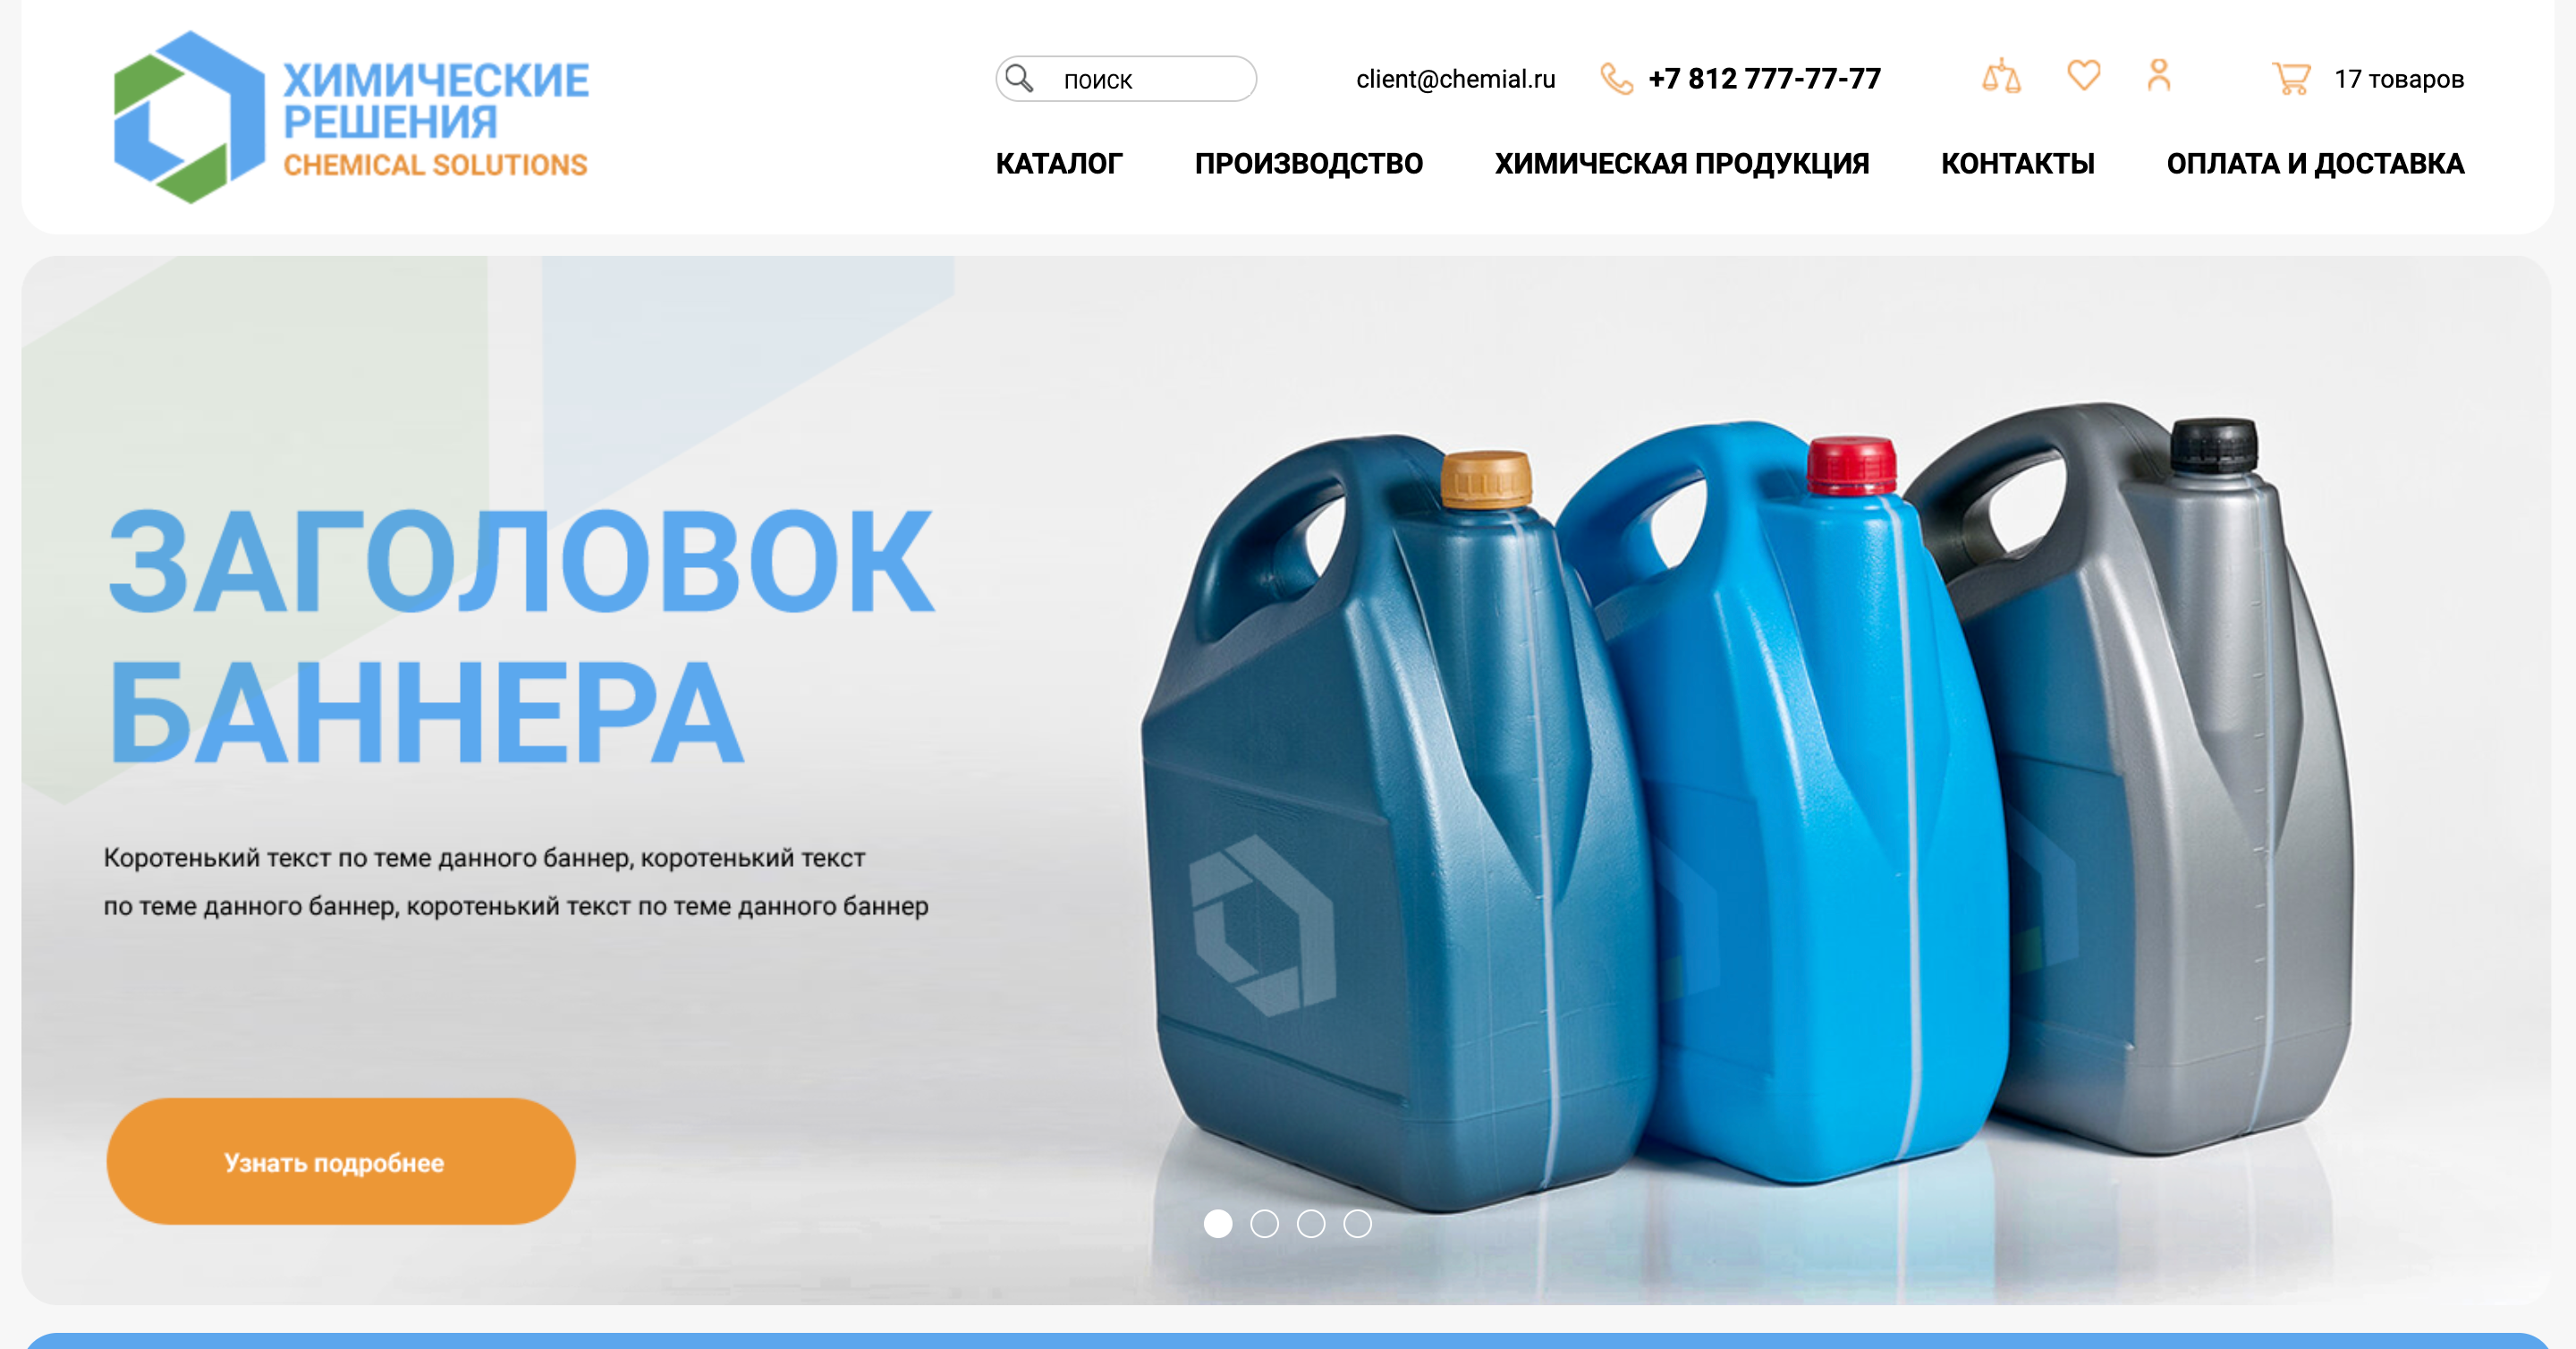 ХИМИЧЕСКИЕ
РЕШЕНИЯ
CHEMICAL SOLUTIONS
ПОИСК
client@chemial.ru
+7 812 777-77-77
17 товаров
КАТАЛОГ
ПРОИЗВОДСТВО
ХИМИЧЕСКАЯ ПРОДУКЦИЯ
КОНТАКТЫ
ОПЛАТА И ДОСТАВКА
ЗАГОЛОВОК
БАННЕРА
Коротенький текст по теме данного баннер, коротенький текст
по теме данного баннер, коротенький текст по теме данного баннер
Узнать подробнее